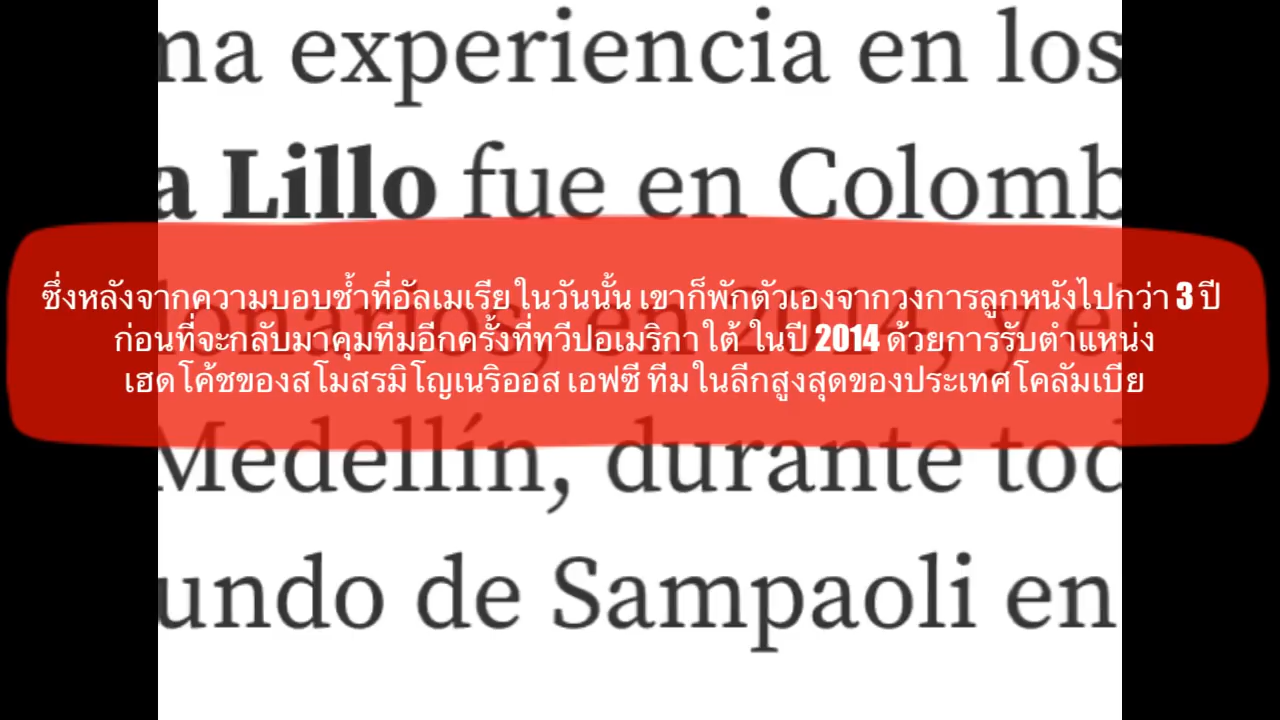 ma experiencia en los
a Lillo fue en Colomb
ซึ่งหลังจากความบอบช้ำที่อัลเมเรียในวันนั้น เขาก็พักตัวเองจากวงการลูกหนังไปกว่า 3 ปี
ก่อนที่จะกลับมาคุมทีมอีกครั้งที่ทวีปอเมริกาใต้ ในปี 2014 ด้วยการรับตำแหน่ง
เฮดโค้ชของสโมสรมิโญเนริออส เอฟซี ทีมในลีกสูงสุดของประเทศโคลัมเบีย
lonarios, en 2014, y e
Medellín, durante tod
undo de Sampaoli en